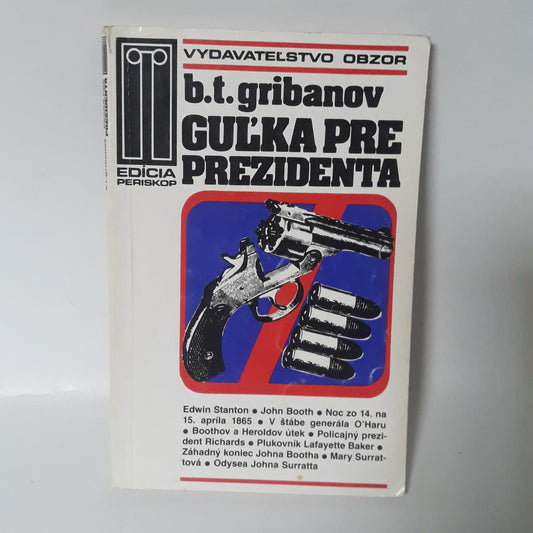 VYDAVATEĽSTVO OBZOR
b.t. gribanov
GUĽKA PRE
PREZIDENTA
EDÍCIA
PERISKOP
Edwin Stanton ● John Booth ● Noc zo 14. na
15. apríla 1865 ● V štábe generála O'Haru
● Boothov a Heroldov útek ● Policajný prezi-
dent Richards ● Plukovník Lafayette Baker ●
Záhadný koniec Johna Bootha ● Mary Surrat-
tová ● Odysea Johna Surratta
PREZIDENTA